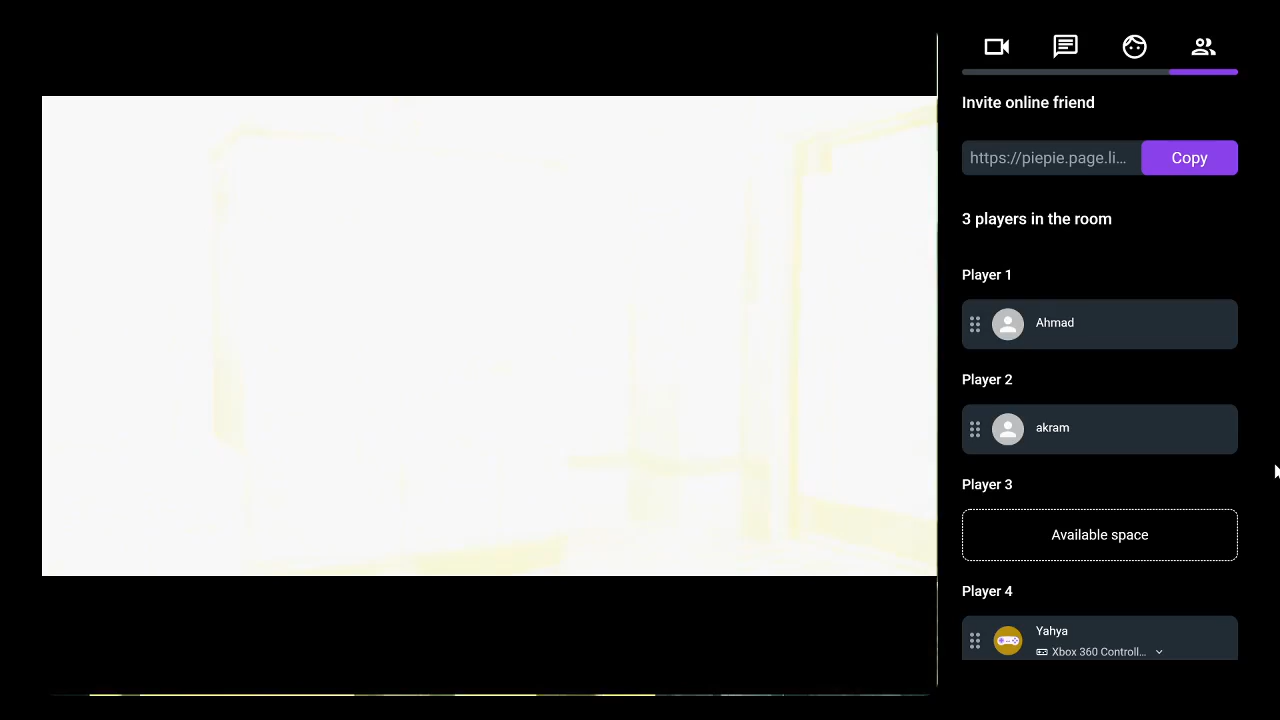 Invite online friend
https://piepie.page.li...
Copy
3 players in the room
Player 1
Ahmad
Player 2
akram
Player 3
Available space
Player 4
Yahya
Xbox 360 Controll...